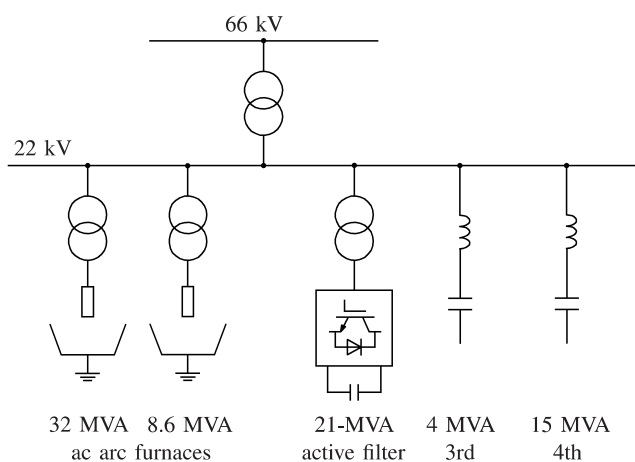 66 kV
22 kV
32 MVA 8.6 MVA 21-MVA 4 MVA 15 MVA
ac arc furnaces active filter 3rd 4th